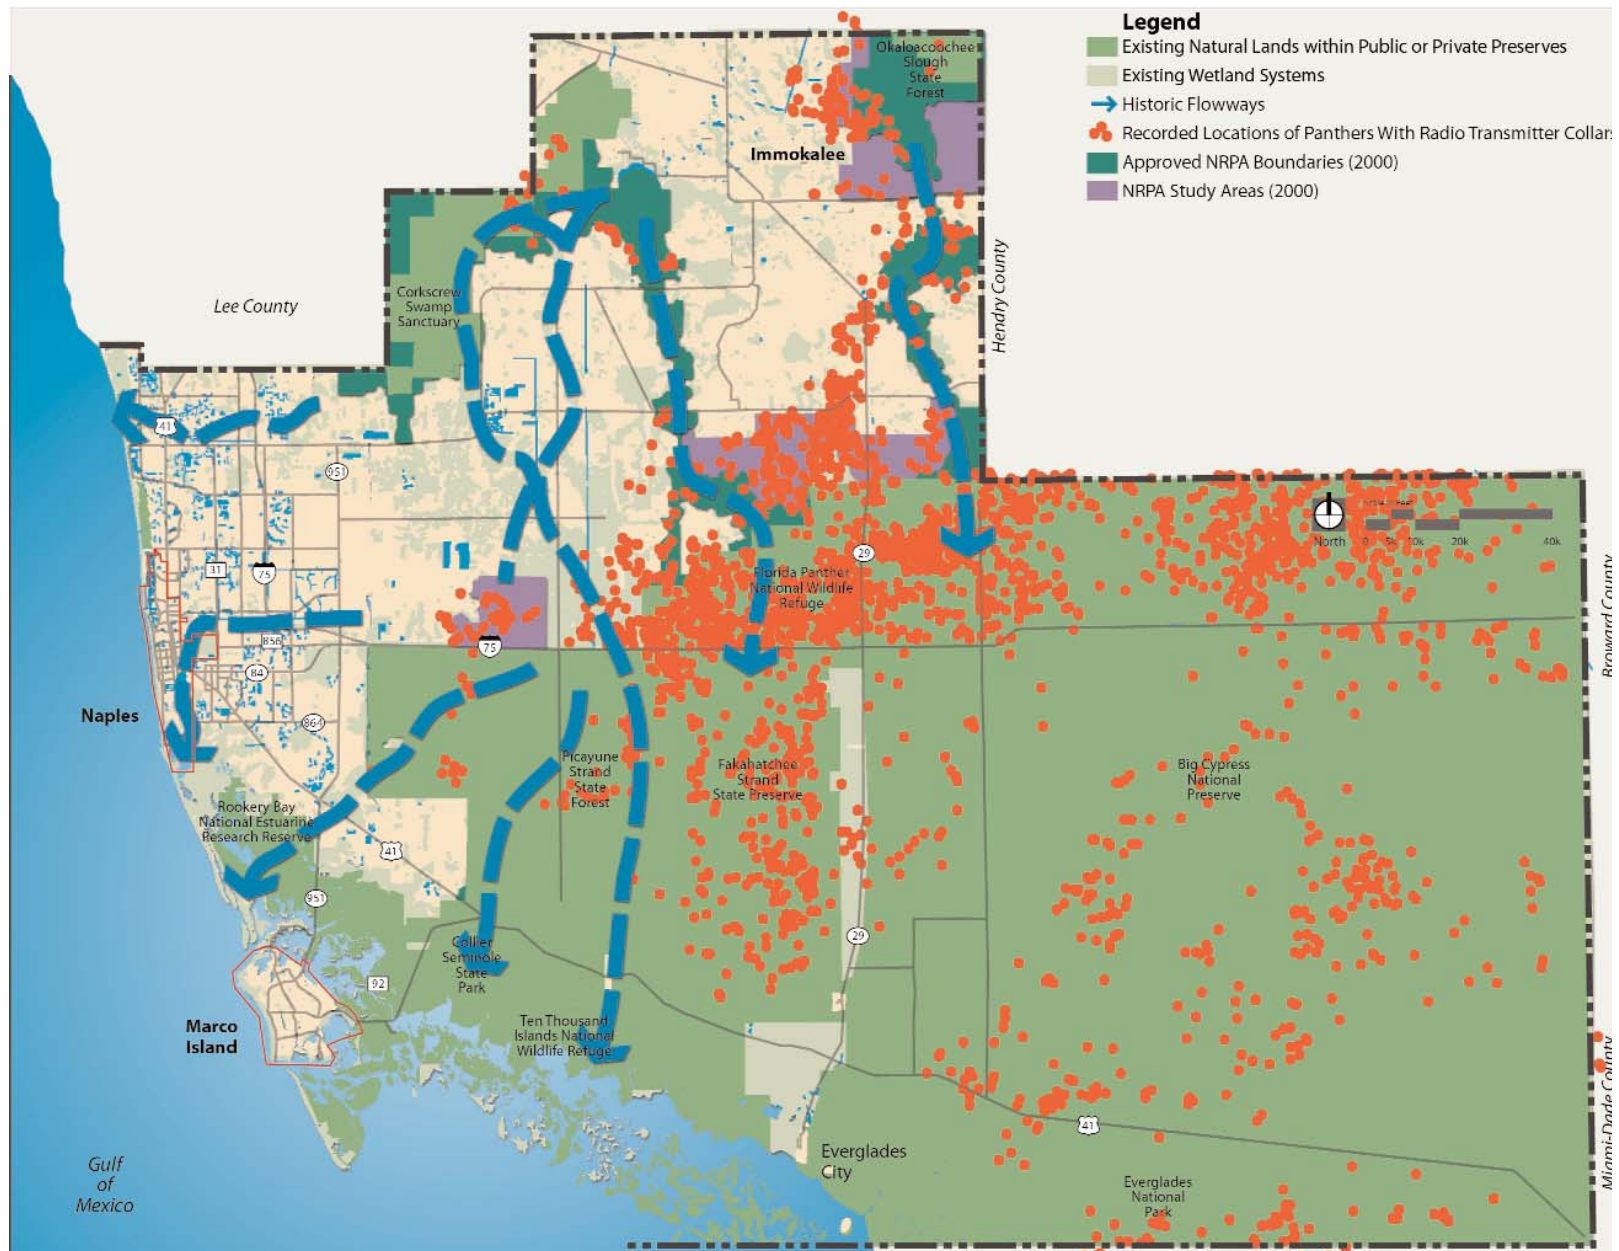 Legend
Existing Natural Lands within Public or Private Preserves
Existing Wetland Systems
Historic Flowways
Recorded Locations of Panthers With Radio Transmitter Collars
Approved NRPA Boundaries (2000)
NRPA Study Areas (2000)
Okaloacoochee
Slough
State
Forest
Immokalee
Hendry County
Lee County
Corkscrew
Swamp
Sanctuary
41
951
31
75
29
North
0 5k 10k 20k 40k
Florida Panther
National Wildlife
Refuge
Broward County
856
75
84
Naples
864
Picayune
Strand
State
Forest
Fakahatchee
Strand
State Preserve
Big Cypress
National
Preserve
Rookery Bay
National Estuarine
Research Reserve
41
951
29
Collier
Seminole
State
Park
92
Marco
Island
Ten Thousand
Islands National
Wildlife Refuge
Miami-Dade County
41
Everglades
City
Gulf
of
Mexico
Everglades
National
Park